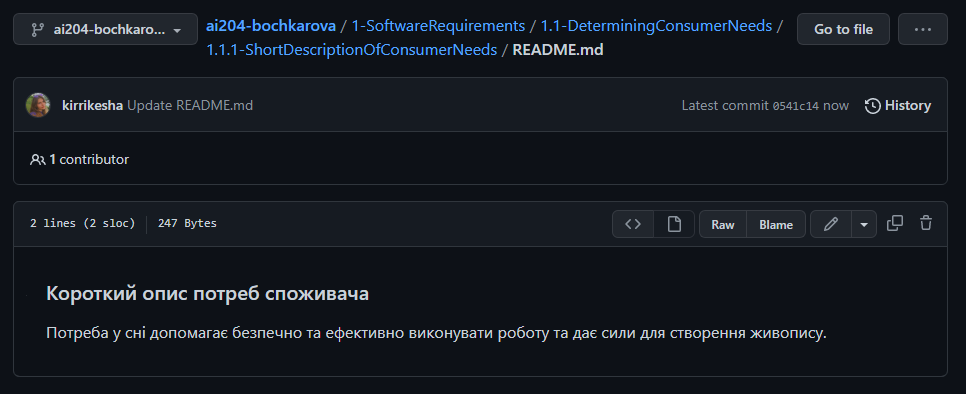 ai204-bochkaro... ai204-bochkarova / 1-SoftwareRequirements / 1.1-DeterminingConsumerNeeds / Go to file ...
1.1.1-ShortDescriptionOfConsumerNeeds / README.md
kirrikesha Update README.md Latest commit 0541c14 now History
1 contributor
2 lines (2 sloc) 247 Bytes <> Raw Blame
Короткий опис потреб споживача
Потреба у сні допомагає безпечно та ефективно виконувати роботу та дає сили для створення живопису.